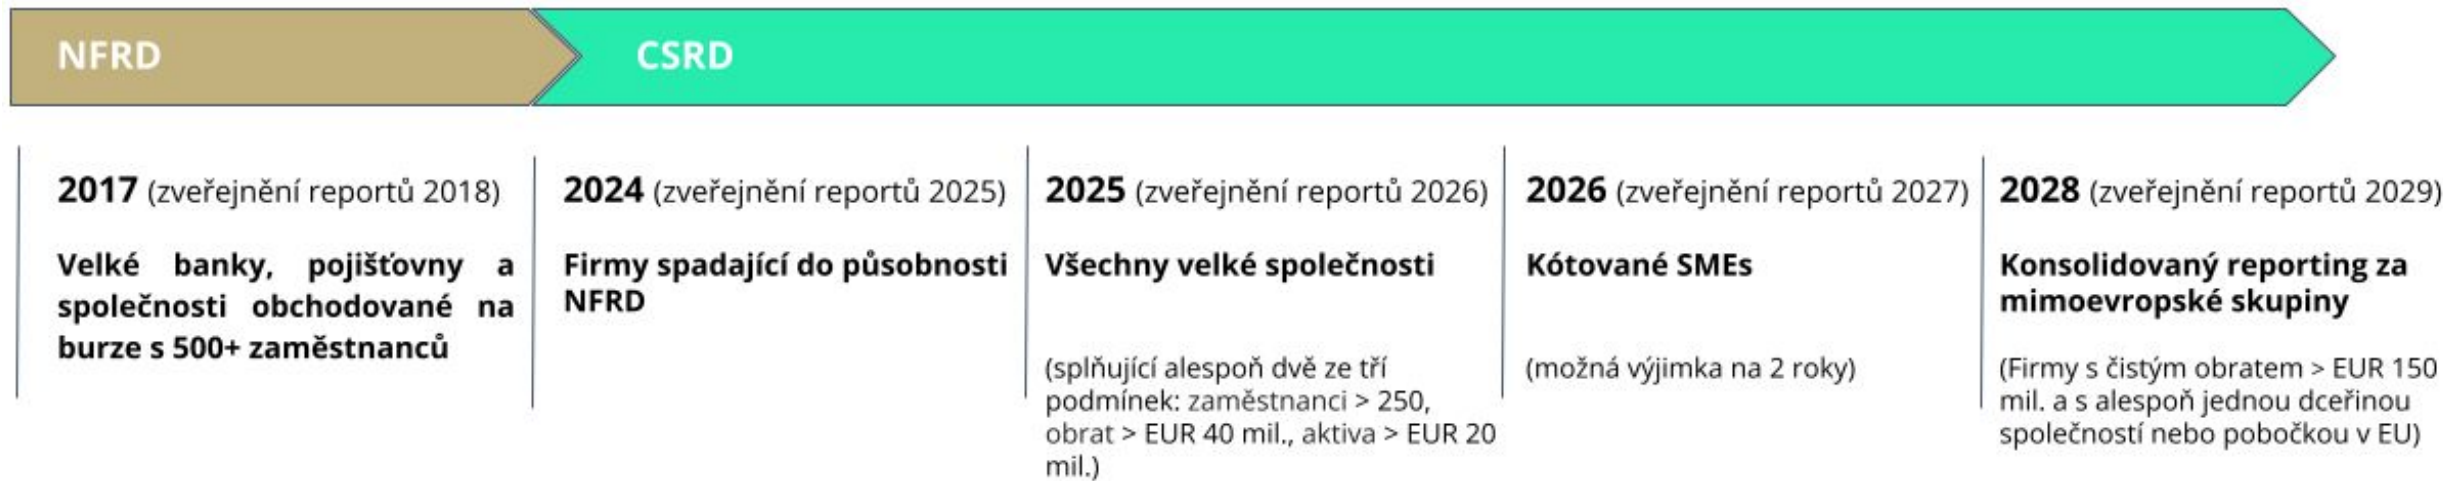 NFRD
CSRD
2017 (zveřejnění reportů 2018)
Velké banky, pojišťovny a
společnosti obchodované na
burze s 500+ zaměstnanců
2024 (zveřejnění reportů 2025)
Firmy spadající do působnosti
NFRD
2025 (zveřejnění reportů 2026)
Všechny velké společnosti
(splňující alespoň dvě ze tří
podmínek: zaměstnanci > 250,
obrat > EUR 40 mil., aktiva > EUR 20
mil.)
2026 (zveřejnění reportů 2027)
Kótované SMEs
(možná výjimka na 2 roky)
2028 (zveřejnění reportů 2029)
Konsolidovaný reporting za
mimoevropské skupiny
(Firmy s čistým obratem > EUR 150
mil. a s alespoň jednou dceřinou
společností nebo pobočkou v EU)